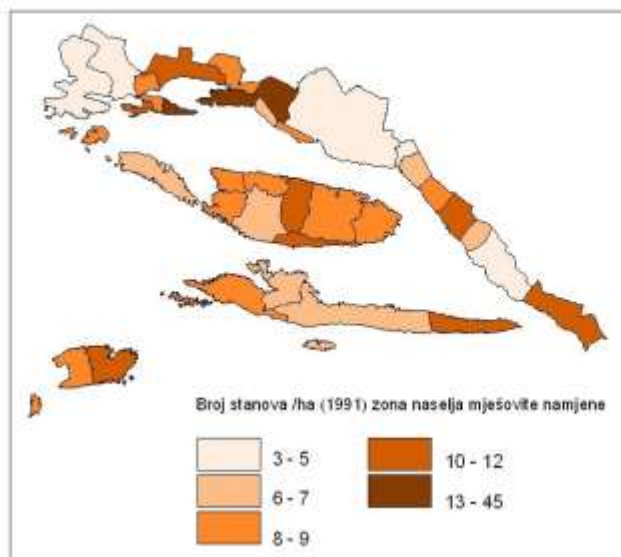 Broj stanova /ha (1991) zona naselja mješovite namjene
3 - 5
10 - 12
6 - 7
13 - 45
8 - 9